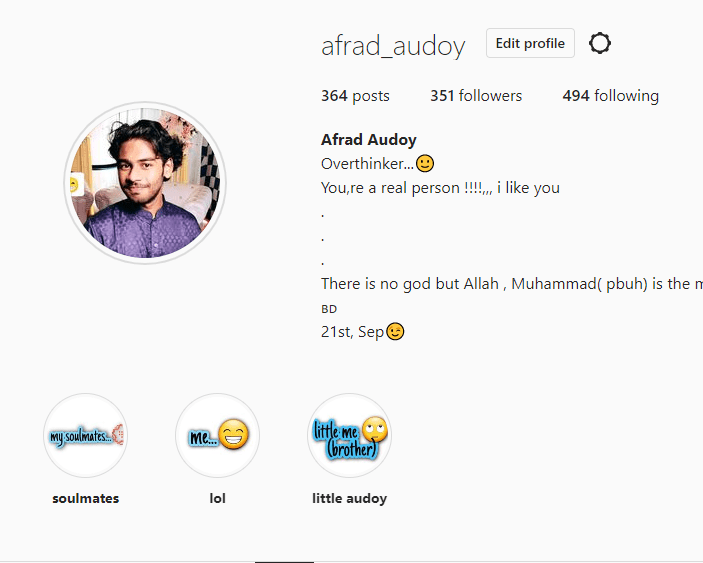 afrad_audoy Edit profile
364 posts 351 followers 494 following
Afrad Audoy
Overthinker...🙂
You,re a real person !!!!,,, i like you
.
.
.
There is no god but Allah , Muhammad( pbuh) is the
BD
21st, Sep😉
my soulmates...
me...
little me
(brother)
soulmates lol little audoy